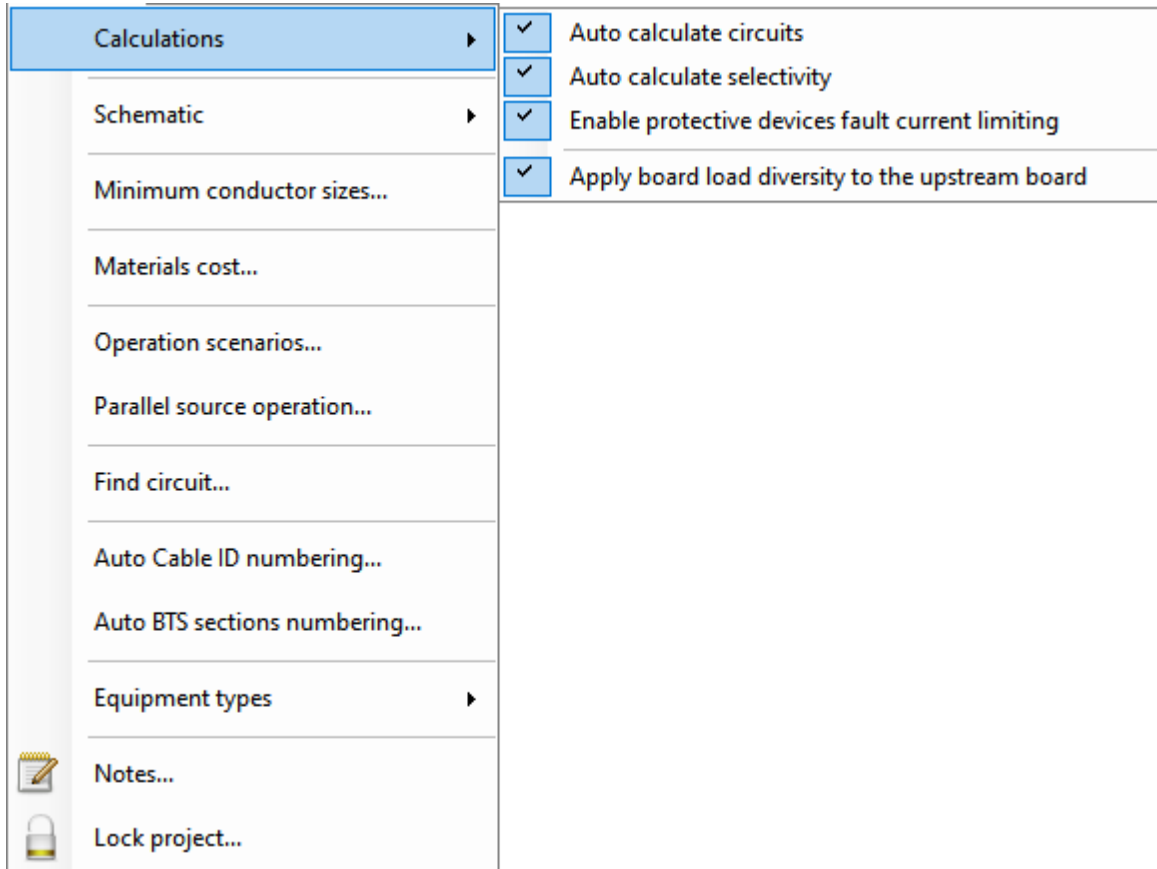 Calculations
Auto calculate circuits
Auto calculate selectivity
Enable protective devices fault current limiting
Apply board load diversity to the upstream board
Schematic
Minimum conductor sizes...
Materials cost...
Operation scenarios...
Parallel source operation...
Find circuit...
Auto Cable ID numbering...
Auto BTS sections numbering...
Equipment types
Notes...
Lock project...